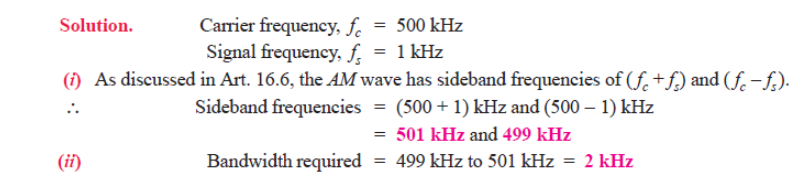 Solution. Carrier frequency, f_c = 500 kHz
Signal frequency, f_s = 1 kHz
(i) As discussed in Art. 16.6, the AM wave has sideband frequencies of (f_c + f_s) and (f_c – f_s).
∴ Sideband frequencies = (500 + 1) kHz and (500 – 1) kHz
= 501 kHz and 499 kHz
(ii) Bandwidth required = 499 kHz to 501 kHz = 2 kHz